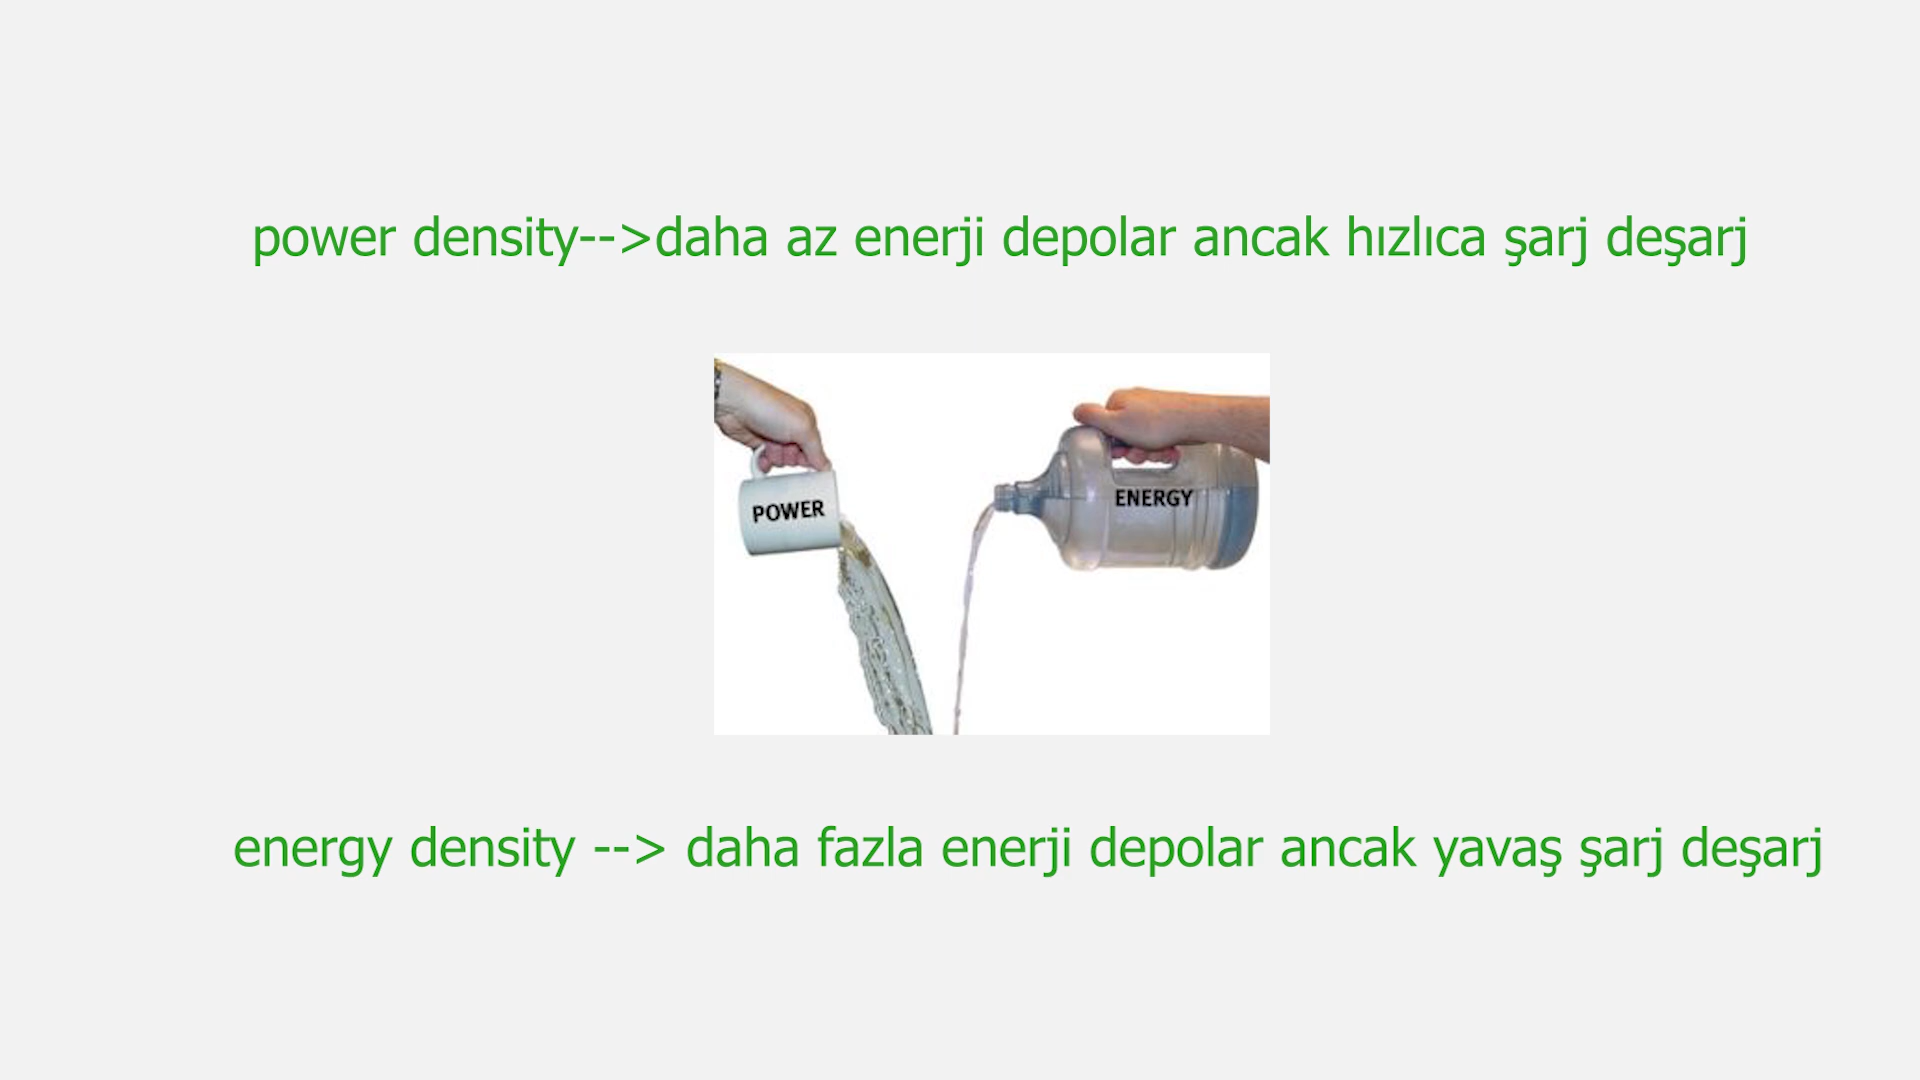 power density-->daha az enerji depolar ancak hızlıca şarj deşarj
POWER
ENERGY
energy density --> daha fazla enerji depolar ancak yavaş şarj deşarj